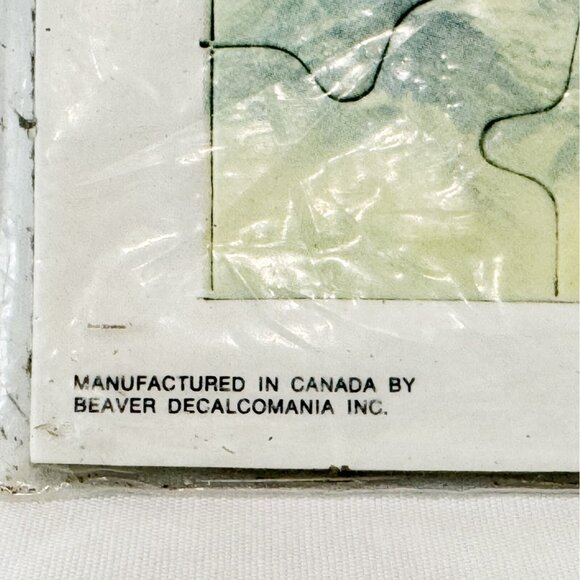 MANUFACTURED IN CANADA BY
BEAVER DECALCOMANIA INC.